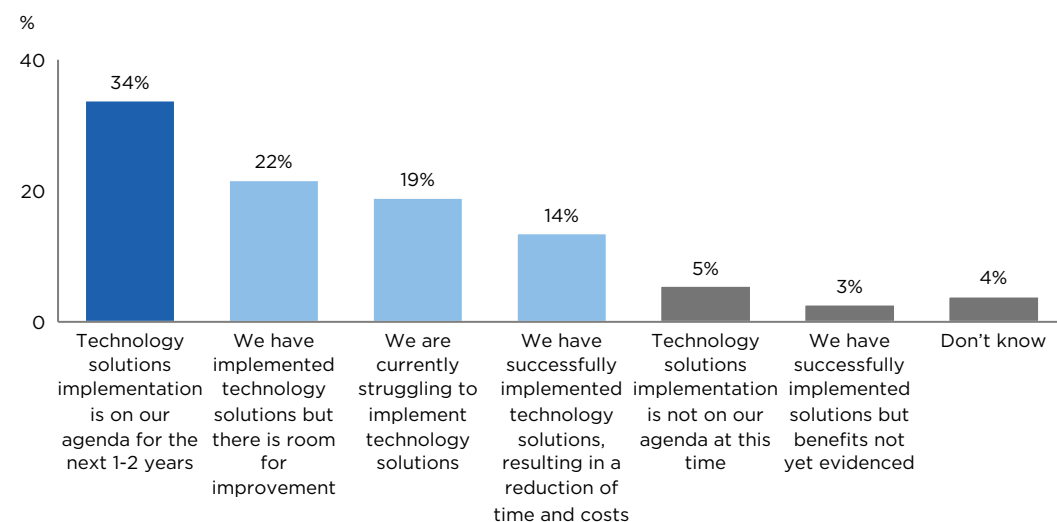 %
40
34%
22%
20
19%
14%
5%
3%
4%
0
Technology
solutions
implementation
is on our
agenda for the
next 1-2 years
We have
implemented
technology
solutions but
there is room
for
improvement
We are
currently
struggling to
implement
technology
solutions
We have
successfully
implemented
technology
solutions,
resulting in a
reduction of
time and costs
Technology
solutions
implementation
is not on our
agenda at this
time
We have
successfully
implemented
solutions but
benefits not
yet evidenced
Don’t know